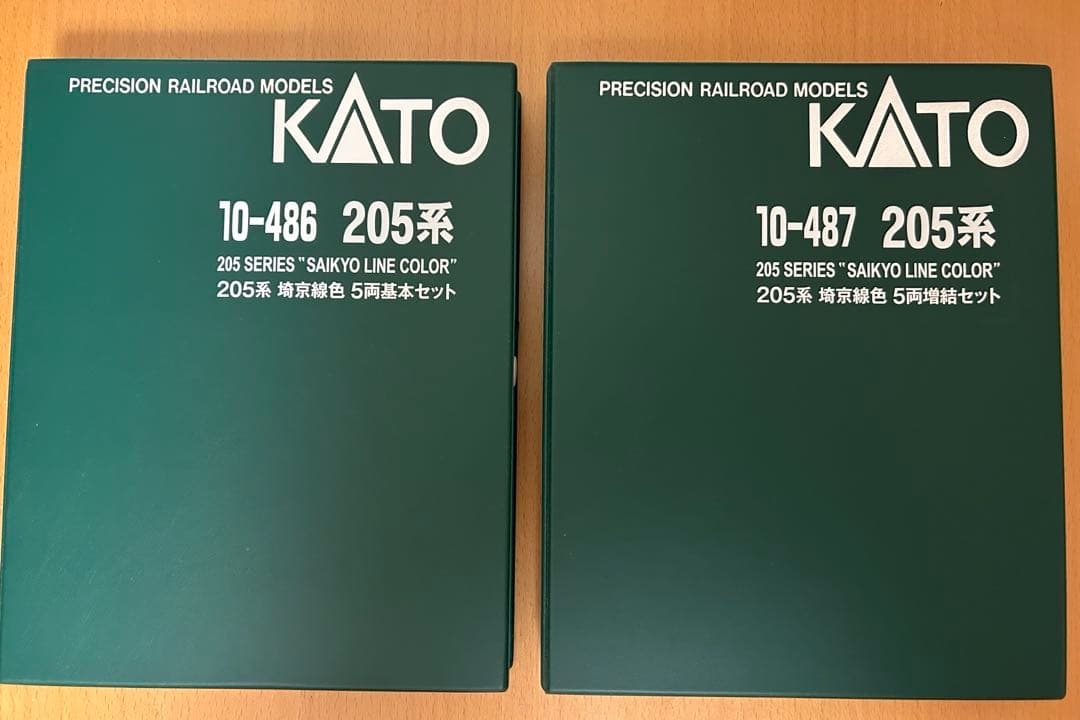 PRECISION RAILROAD MODELS
KATO
10-486 205系
205 SERIES "SAIKYO LINE COLOR"
205系 埼京線色 5両基本セット
PRECISION RAILROAD MODELS
KATO
10-487 205系
205 SERIES "SAIKYO LINE COLOR"
205系 埼京線色 5両増結セット